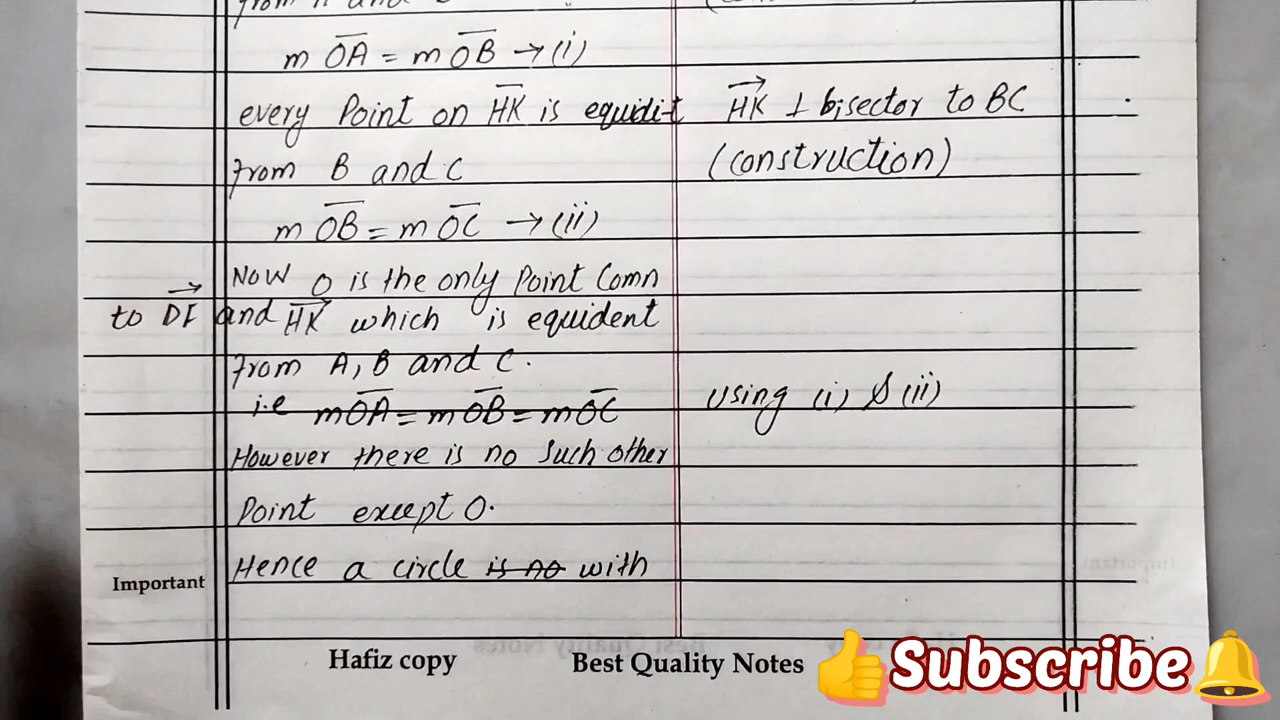 from
m OA = m OB → (i)
every Point on HK is equidi-t HK ⊥ bisector to BC
from B and C (construction)
m OB = m OC → (ii)
Now O is the only Point Comn
to DF and HK which is equident
from A, B and C.
i.e mOA = mOB = mOC using (i) & (ii)
However there is no such other
Point except O.
Hence a circle is no with
Important
Hafiz copy Best Quality Notes
Subscribe